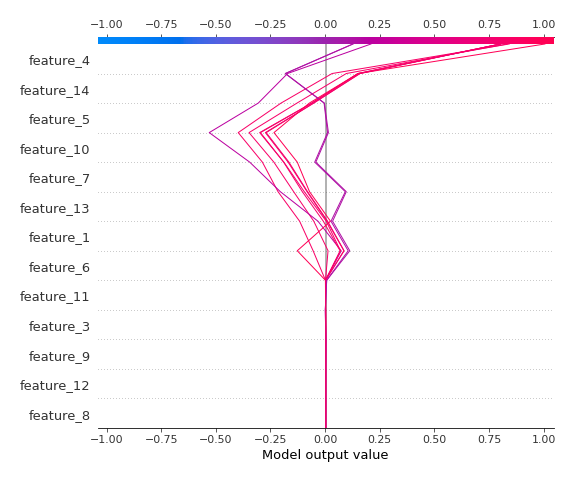 -1.00 -0.75 -0.50 -0.25 0.00 0.25 0.50 0.75 1.00
feature_4
feature_14
feature_5
feature_10
feature_7
feature_13
feature_1
feature_6
feature_11
feature_3
feature_9
feature_12
feature_8
-1.00 -0.75 -0.50 -0.25 0.00 0.25 0.50 0.75 1.00
Model output value